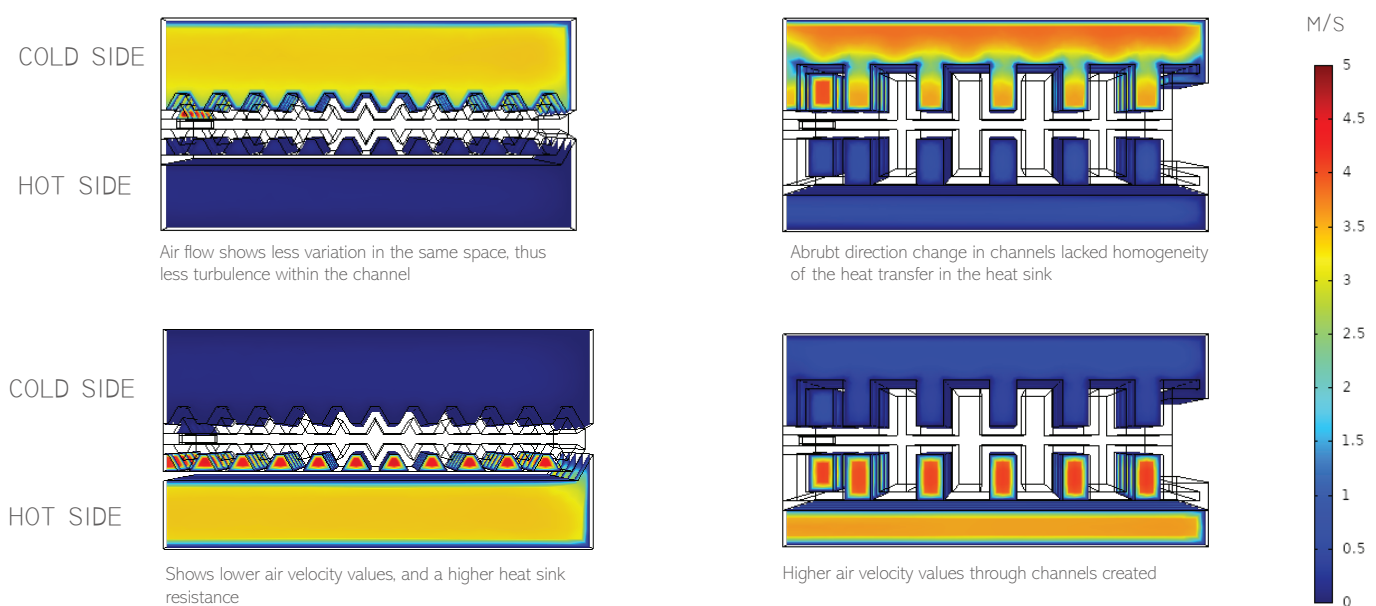 M/S
COLD SIDE
HOT SIDE
Air flow shows less variation in the same space, thus
less turbulence within the channel
Abrubt direction change in channels lacked homogeneity
of the heat transfer in the heat sink
COLD SIDE
HOT SIDE
Shows lower air velocity values, and a higher heat sink
resistance
Higher air velocity values through channels created
5
4.5
4
3.5
3
2.5
2
1.5
1
0.5
0